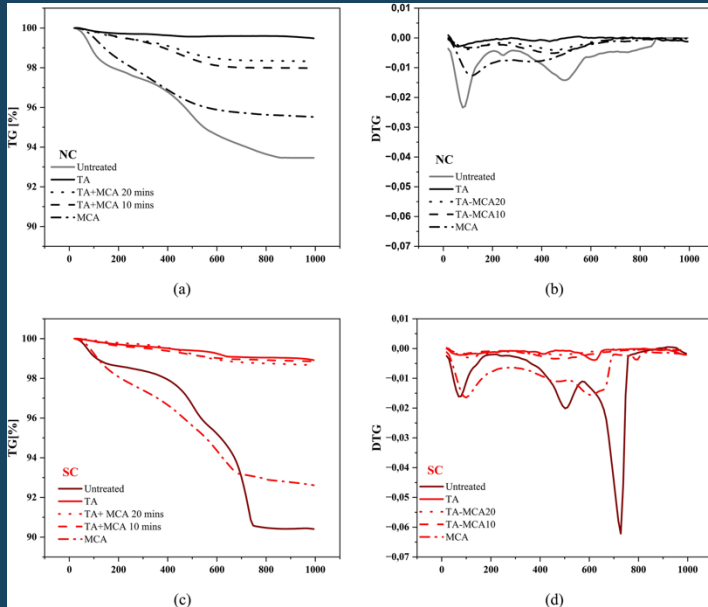 100
98
96
94
92
90
TG [%]
NC
Untreated
TA
TA+MCA 20 mins
TA+MCA 10 mins
MCA
0 200 400 600 800 1000
(a)
0,01
0,00
−0,01
−0,02
−0,03
−0,04
−0,05
−0,06
−0,07
DTG
NC
Untreated
TA
TA-MCA20
TA-MCA10
MCA
0 200 400 600 800 1000
(b)
100
98
96
94
92
90
TG[%]
SC
Untreated
TA
TA+ MCA 20 mins
TA+MCA 10 mins
MCA
0 200 400 600 800 1000
(c)
0,01
0,00
−0,01
−0,02
−0,03
−0,04
−0,05
−0,06
−0,07
DTG
SC
Untreated
TA
TA-MCA20
TA-MCA10
MCA
0 200 400 600 800 1000
(d)